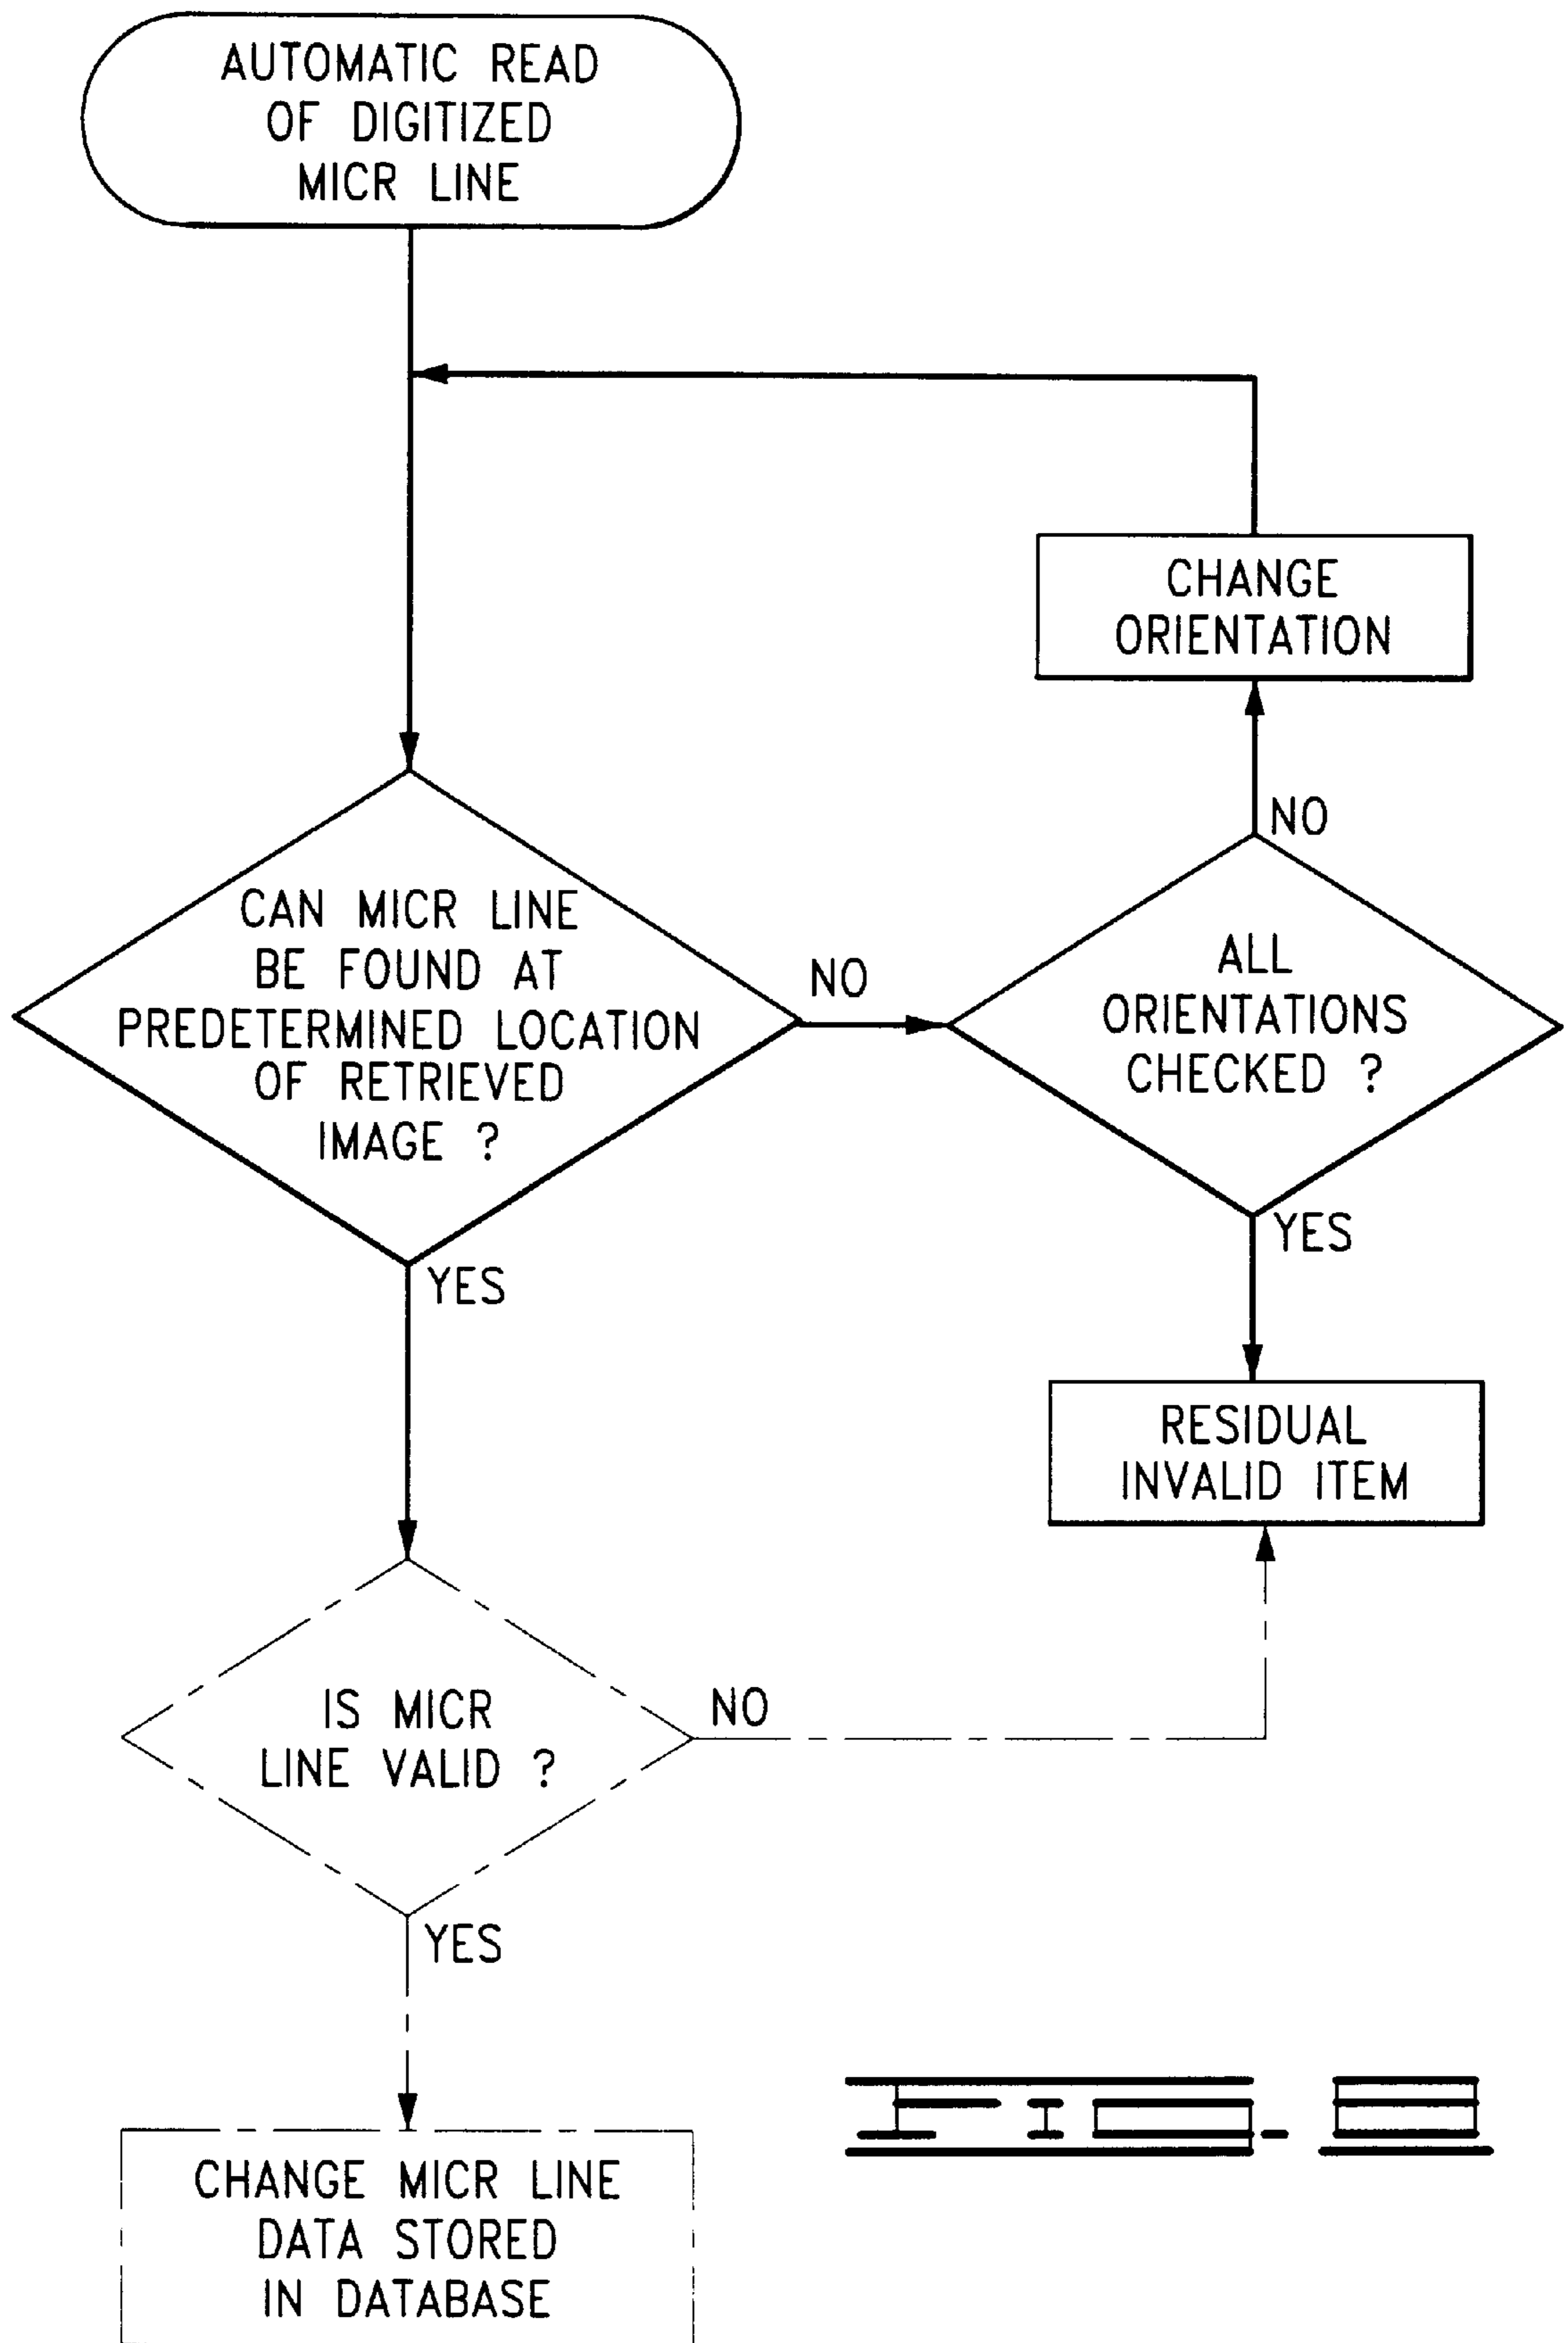 AUTOMATIC READ
OF DIGITIZED
MICR LINE
CHANGE
ORIENTATION
NO
CAN MICR LINE
BE FOUND AT
PREDETERMINED LOCATION
OF RETRIEVED
IMAGE ?
NO
ALL
ORIENTATIONS
CHECKED ?
YES
YES
RESIDUAL
INVALID ITEM
IS MICR
LINE VALID ?
NO
YES
CHANGE MICR LINE
DATA STORED
IN DATABASE